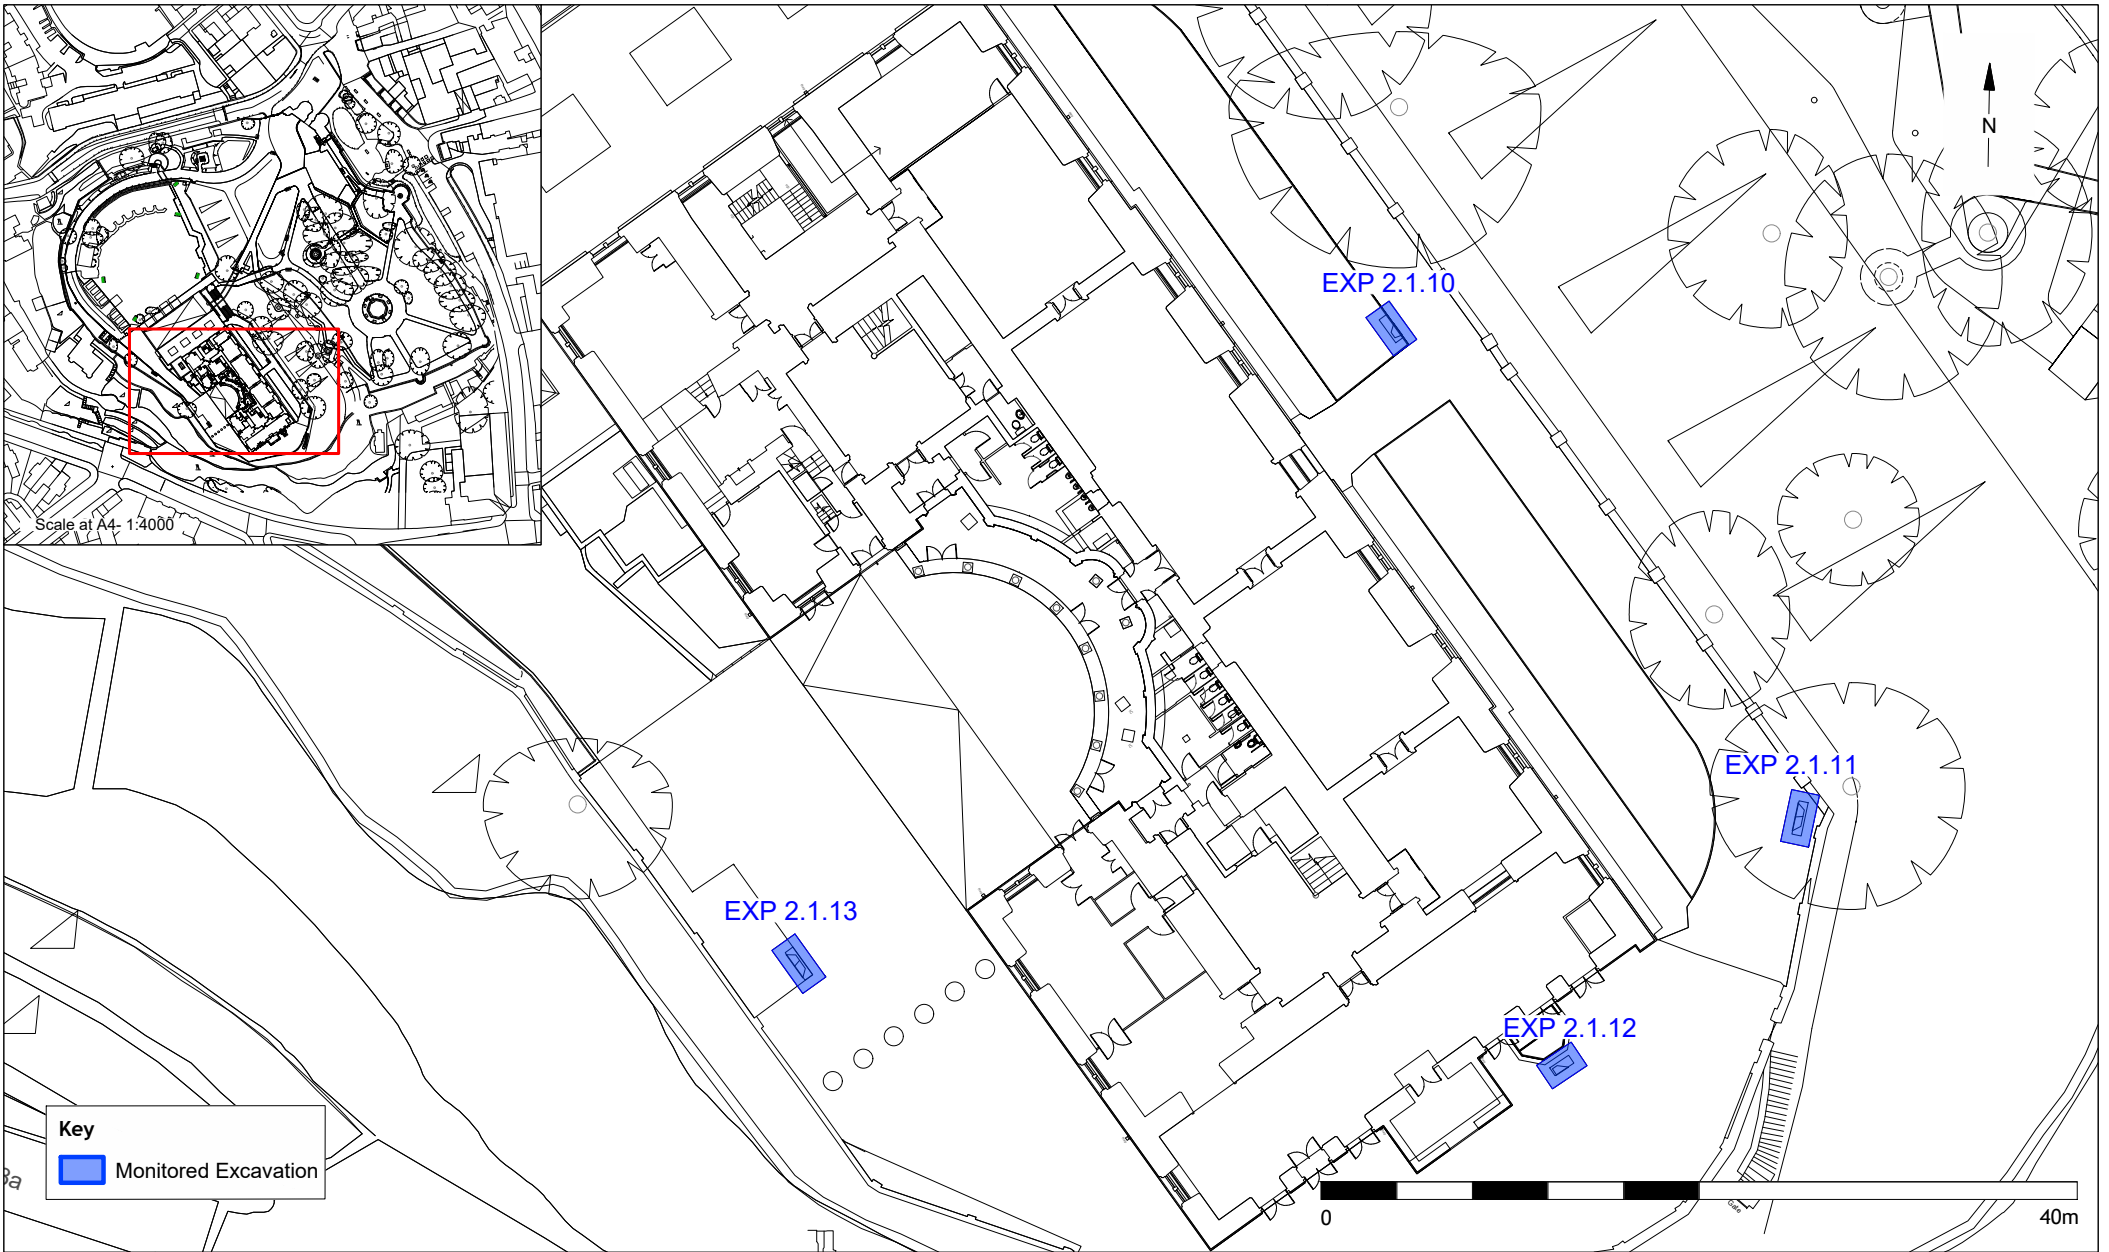 N
EXP 2.1.10
Scale at A4- 1:4000
EXP 2.1.11
EXP 2.1.13
EXP 2.1.12
Key
Monitored Excavation
0
40m